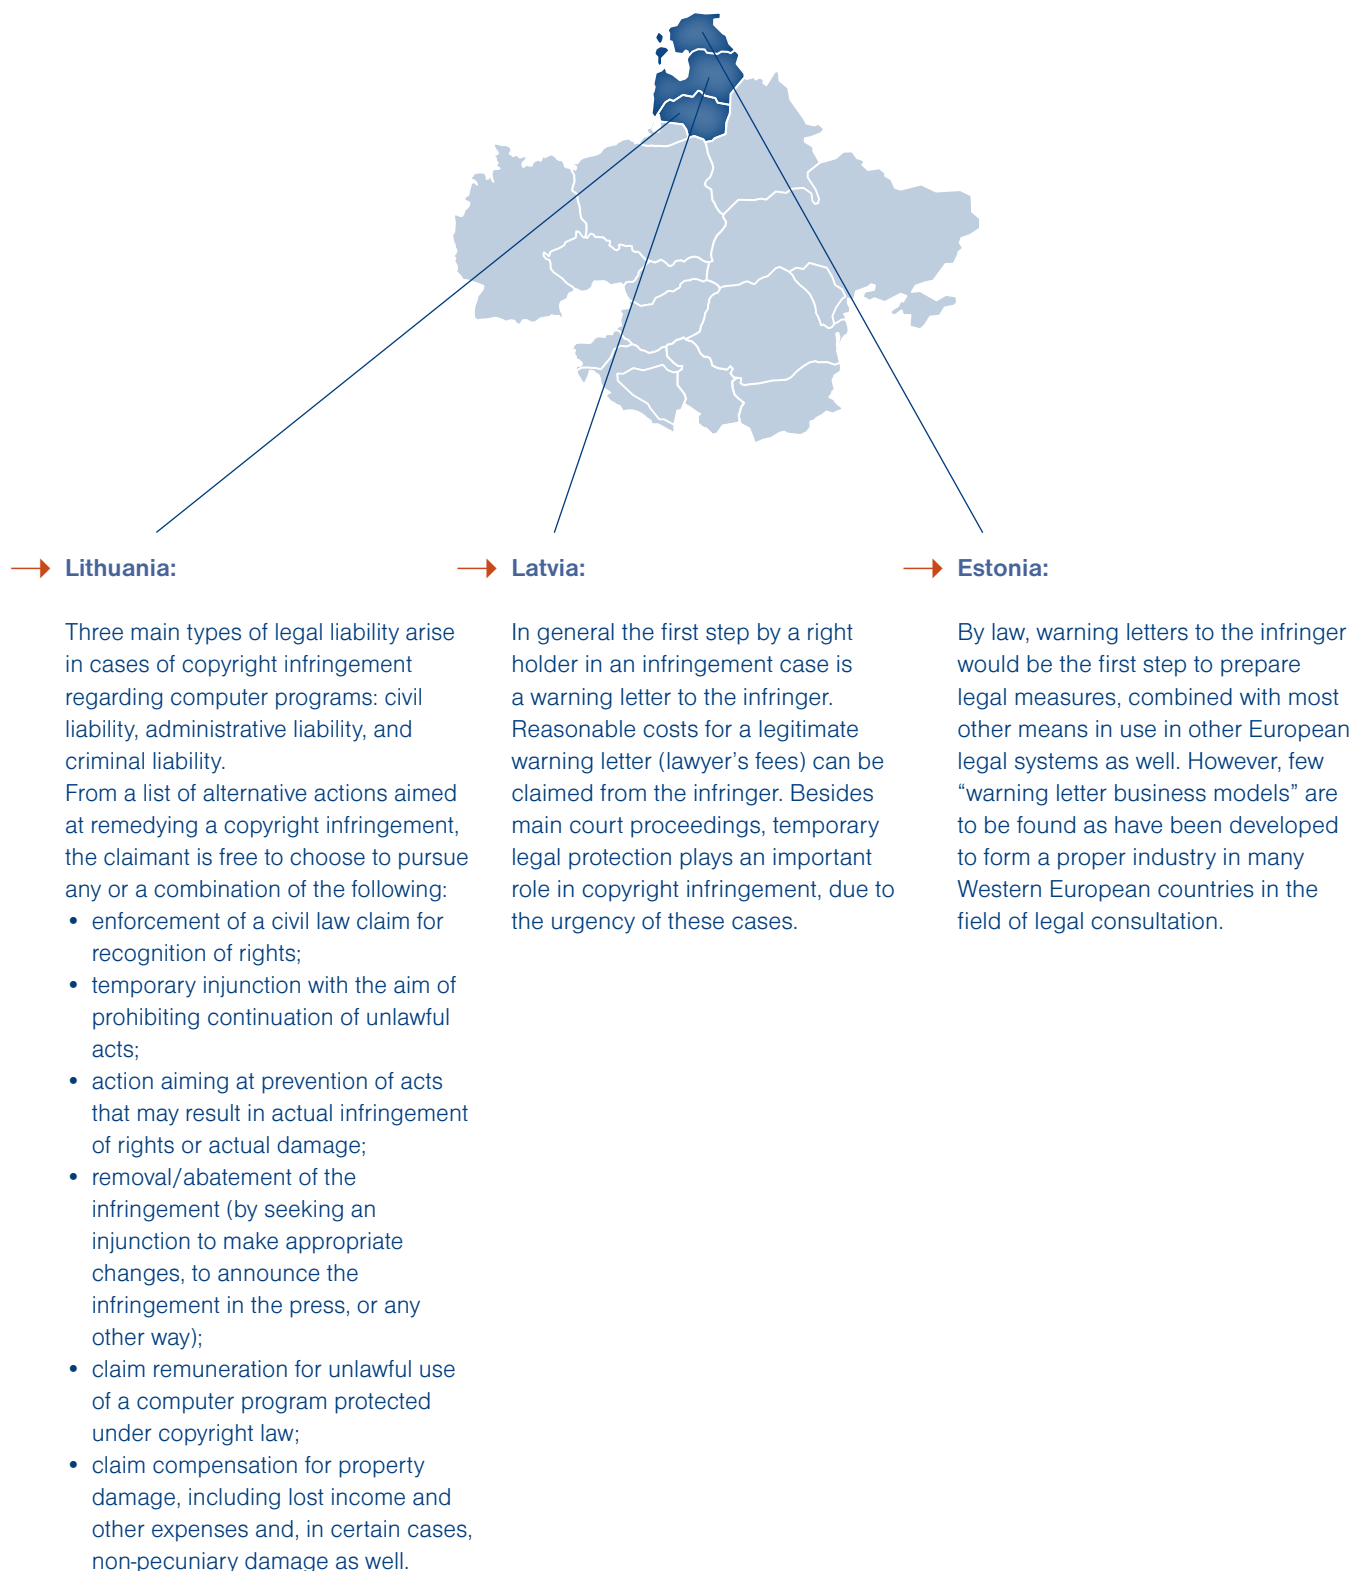 Lithuania:
Three main types of legal liability arise
in cases of copyright infringement
regarding computer programs: civil
liability, administrative liability, and
criminal liability.
From a list of alternative actions aimed
at remedying a copyright infringement,
the claimant is free to choose to pursue
any or a combination of the following:
• enforcement of a civil law claim for
recognition of rights;
• temporary injunction with the aim of
prohibiting continuation of unlawful
acts;
• action aiming at prevention of acts
that may result in actual infringement
of rights or actual damage;
• removal/abatement of the
infringement (by seeking an
injunction to make appropriate
changes, to announce the
infringement in the press, or any
other way);
• claim remuneration for unlawful use
of a computer program protected
under copyright law;
• claim compensation for property
damage, including lost income and
other expenses and, in certain cases,
non-pecuniary damage as well.
Latvia:
In general the first step by a right
holder in an infringement case is
a warning letter to the infringer.
Reasonable costs for a legitimate
warning letter (lawyer's fees) can be
claimed from the infringer. Besides
main court proceedings, temporary
legal protection plays an important
role in copyright infringement, due to
the urgency of these cases.
Estonia:
By law, warning letters to the infringer
would be the first step to prepare
legal measures, combined with most
other means in use in other European
legal systems as well. However, few
“warning letter business models” are
to be found as have been developed
to form a proper industry in many
Western European countries in the
field of legal consultation.